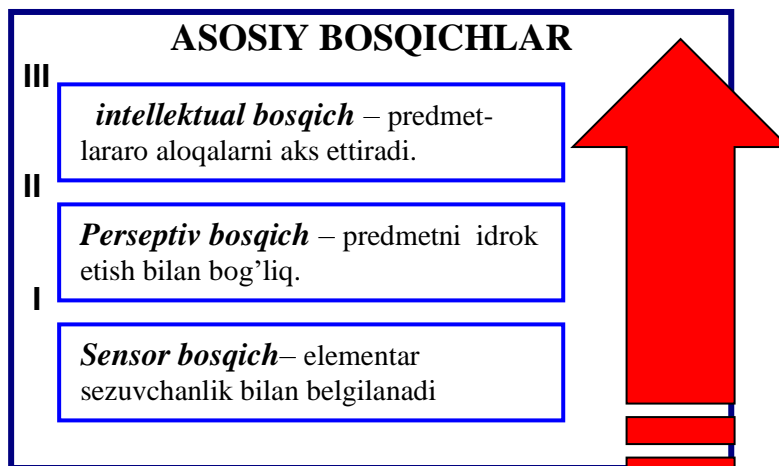 ASOSIY BOSQICHLAR
III
intellektual bosqich – predmet-
lararo aloqalarni aks ettiradi.
II
Perseptiv bosqich – predmetni idrok
etish bilan bog’liq.
I
Sensor bosqich– elementar
sezuvchanlik bilan belgilanadi